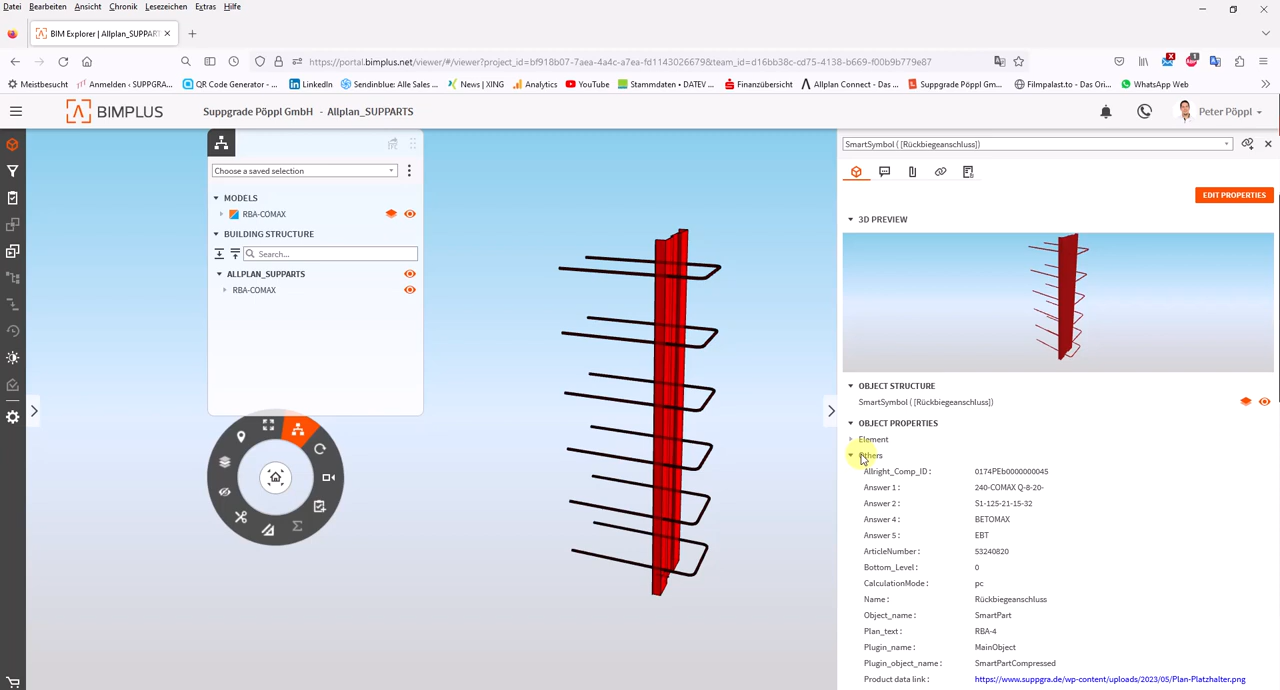 Datei Bearbeiten Ansicht Chronik Lesezeichen Extras Hilfe
BIM Explorer | Allplan_SUPPAR
https://portal.bimplus.net/viewer/#/viewer?project_id=bf918b07-7aea-4a4c-a7ea-fd1143026679&team_id=d16bb38c-cd75-4138-b669-f00b9b779e87
Meistbesucht Anmelden ‹ SUPPGRA... QR Code Generator - ... Sendinblue: Alle Sales ... News | XING Analytics YouTube Stammdaten • DATEV ... Finanzübersicht Allplan Connect - Das ... Suppgrade Pöppl Gm... Filmpalast.to - Das Ori... WhatsApp Web
BIMPLUS Suppgrade Pöppl GmbH - Allplan_SUPPARTS Peter Pöppl
SmartSymbol ( [Rückbiegeanschluss])
Choose a saved selection
EDIT PROPERTIES
MODELS
RBA-COMAX
3D PREVIEW
BUILDING STRUCTURE
Search...
ALLPLAN_SUPPARTS
RBA-COMAX
OBJECT STRUCTURE
SmartSymbol ( [Rückbiegeanschluss])
OBJECT PROPERTIES
Element
Others
Allright_Comp_ID : 0174PEb0000000045
Answer 1 : 240-COMAX Q-8-20-
Answer 2 : S1-125-21-15-32
Answer 4 : BETOMAX
Answer 5 : EBT
ArticleNumber : 53240820
Bottom_Level : 0
CalculationMode : pc
Name : Rückbiegeanschluss
Object_name : SmartPart
Plan_text : RBA-4
Plugin_name : MainObject
Plugin_object_name : SmartPartCompressed
Product data link : https://www.suppgra.de/wp-content/uploads/2023/05/Plan-Platzhalter.png